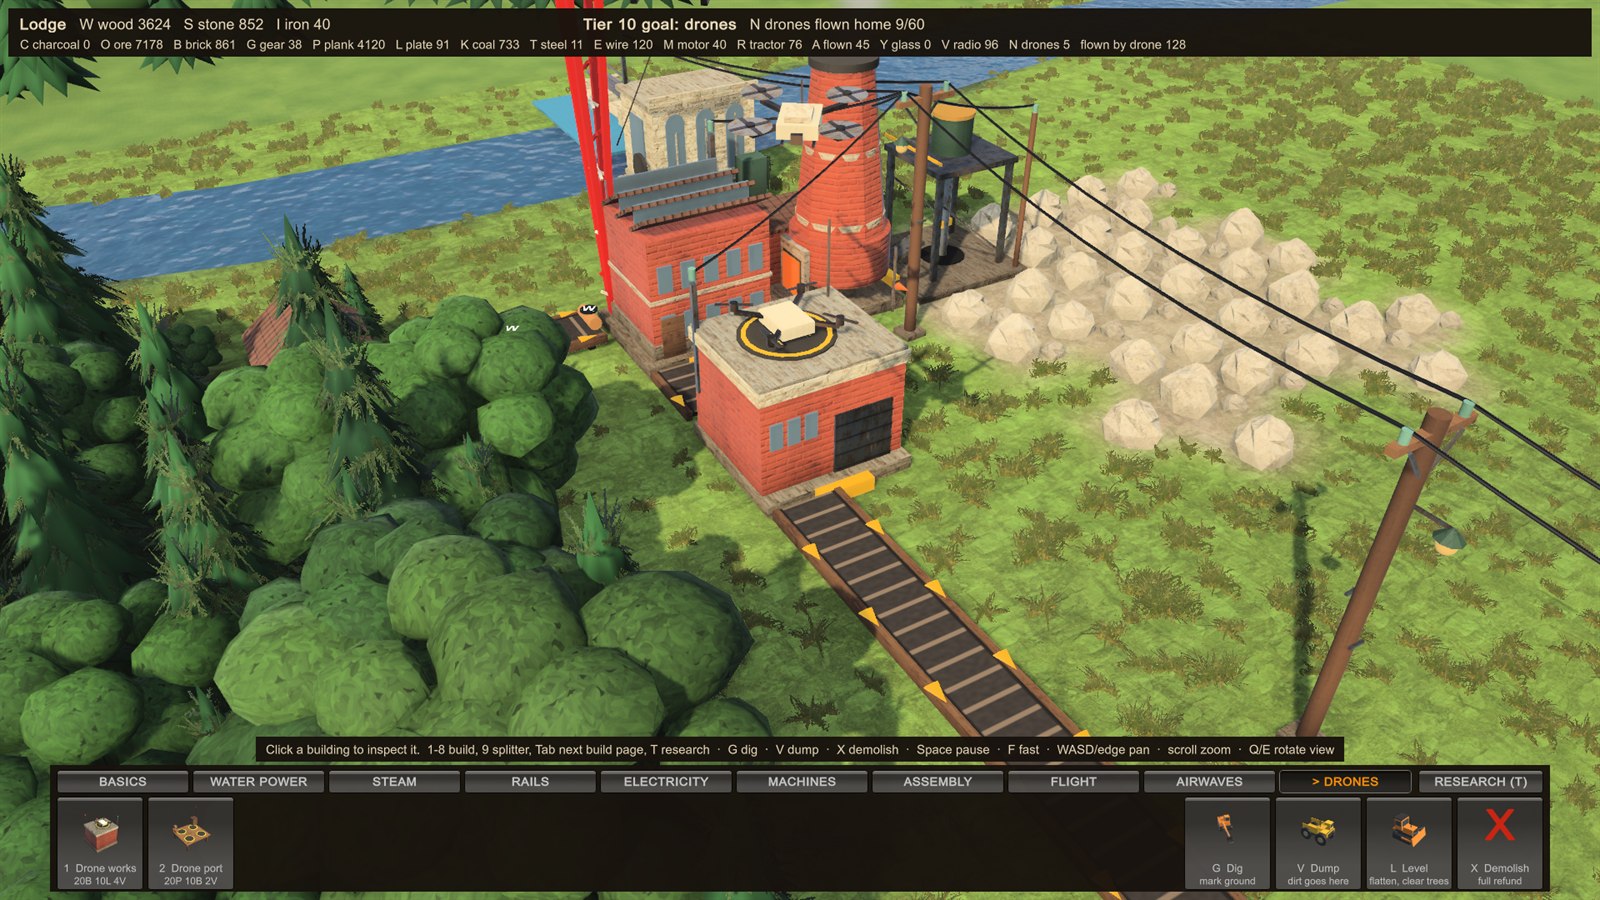 Lodge W wood 3624 S stone 852 I iron 40 Tier 10 goal: drones N drones flown home 9/60
C charcoal 0 O ore 7178 B brick 861 G gear 38 P plank 4120 L plate 91 K coal 733 T steel 11 E wire 120 M motor 40 R tractor 76 A flown 45 Y glass 0 V radio 96 N drones 5 flown by drone 128
W
W
Click a building to inspect it. 1-8 build, 9 splitter, Tab next build page, T research · G dig · V dump · X demolish · Space pause · F fast · WASD/edge pan · scroll zoom · Q/E rotate view
BASICS WATER POWER STEAM RAILS ELECTRICITY MACHINES ASSEMBLY FLIGHT AIRWAVES > DRONES RESEARCH (T)
1 Drone works 2 Drone port G Dig V Dump L Level X Demolish
20B 10L 4V 20P 10B 2V mark ground dirt goes here flatten, clear trees full refund